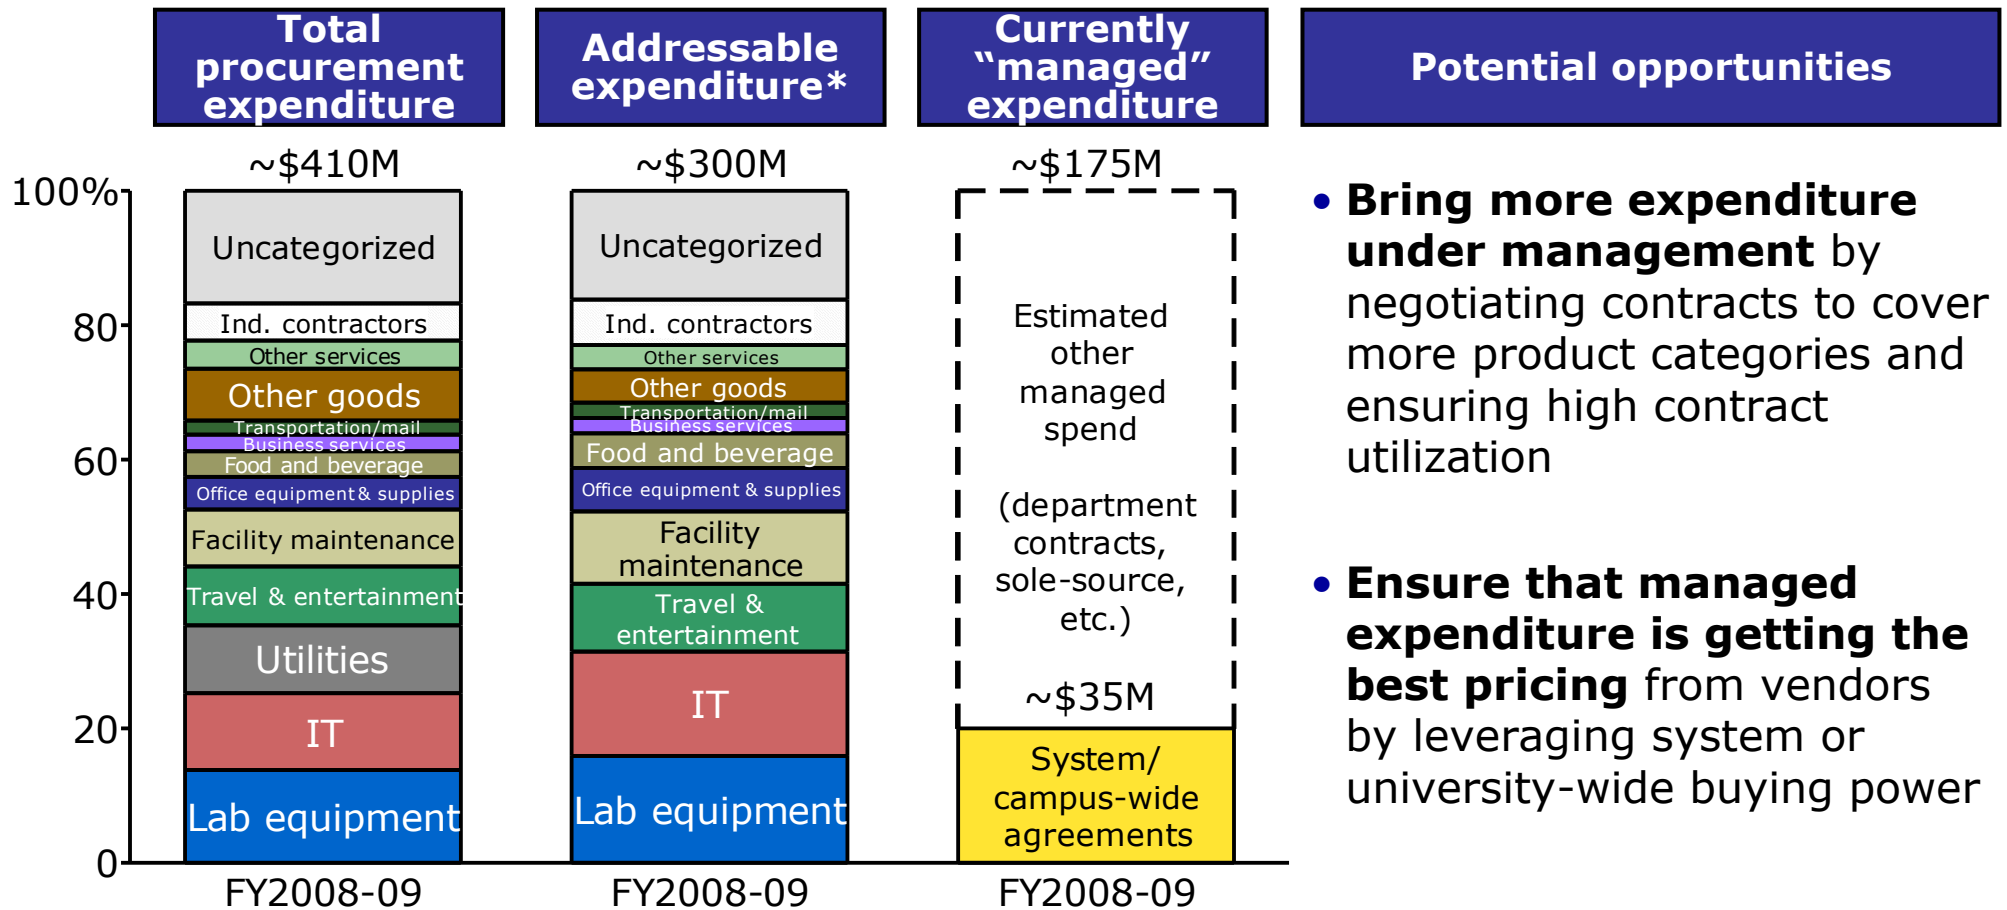 Total
procurement
expenditure
Addressable
expenditure*
Currently
“managed”
expenditure
Potential opportunities
~$410M
~$300M
~$175M
100%
80
60
40
20
0
Uncategorized
Ind. contractors
Other services
Other goods
Transportation/mail
Business services
Food and beverage
Office equipment & supplies
Facility maintenance
Travel & entertainment
Utilities
IT
Lab equipment
FY2008-09
Uncategorized
Ind. contractors
Other services
Other goods
Transportation/mail
Business services
Food and beverage
Office equipment & supplies
Facility
maintenance
Travel &
entertainment
IT
Lab equipment
FY2008-09
Estimated
other
managed
spend
(department
contracts,
sole-source,
etc.)
~$35M
System/
campus-wide
agreements
FY2008-09
• Bring more expenditure
under management by
negotiating contracts to cover
more product categories and
ensuring high contract
utilization
• Ensure that managed
expenditure is getting the
best pricing from vendors
by leveraging system or
university-wide buying power